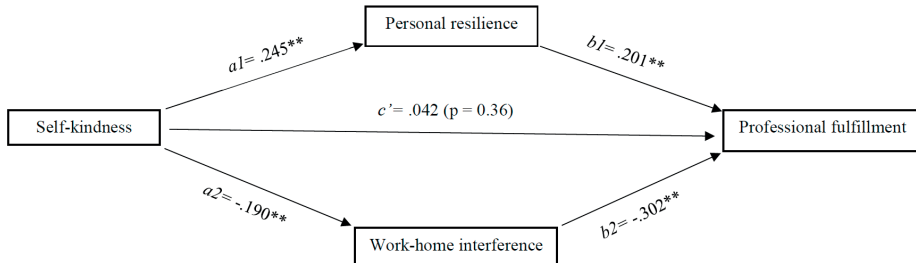 Personal resilience
a1= .245**
b1= .201**
c’= .042 (p = 0.36)
Self-kindness
Professional fulfillment
a2= -.190**
b2= -.302**
Work-home interference